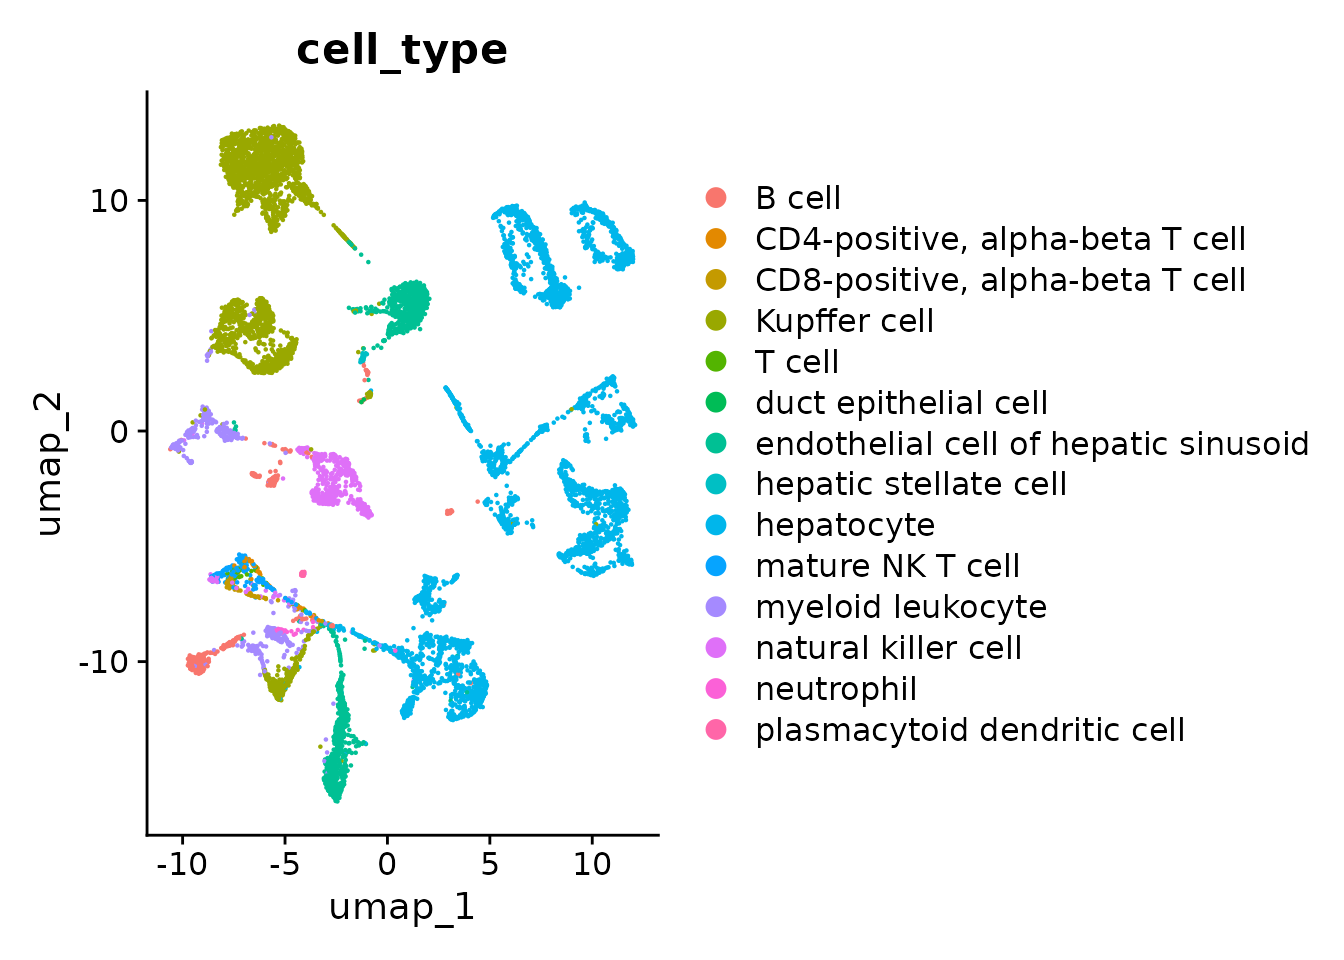 cell_type
10
0
-10
umap_2
-10 -5 0 5 10
umap_1
B cell
CD4-positive, alpha-beta T cell
CD8-positive, alpha-beta T cell
Kupffer cell
T cell
duct epithelial cell
endothelial cell of hepatic sinusoid
hepatic stellate cell
hepatocyte
mature NK T cell
myeloid leukocyte
natural killer cell
neutrophil
plasmacytoid dendritic cell